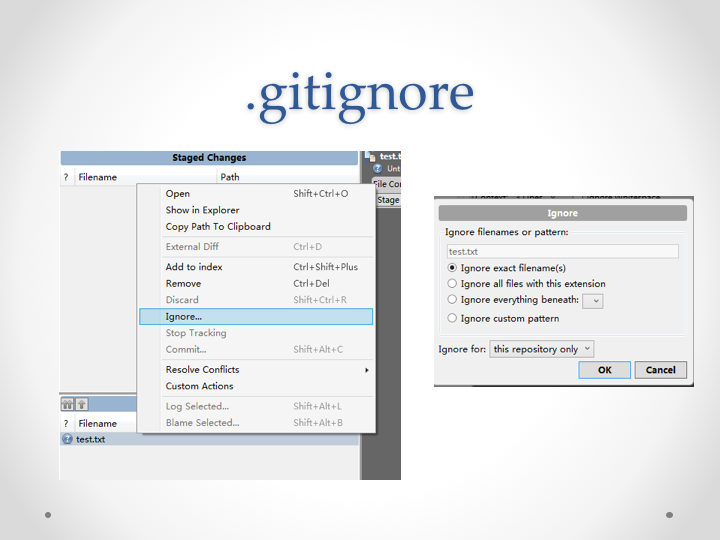 .gitignore
Staged Changes
? Filename Path
Open Shift+Ctrl+O
Show in Explorer
Copy Path To Clipboard
External Diff Ctrl+D
Add to index Ctrl+Shift+Plus
Remove Ctrl+Del
Discard Shift+Ctrl+R
Ignore...
Stop Tracking
Commit... Shift+Alt+C
Resolve Conflicts
Custom Actions
Log Selected... Shift+Alt+L
Blame Selected... Shift+Alt+B
? Filename
test.txt
test.t
Unt
File Con
Stage
Ignore
Ignore filenames or pattern:
test.txt
Ignore exact filename(s)
Ignore all files with this extension
Ignore everything beneath:
Ignore custom pattern
Ignore for: this repository only
OK Cancel